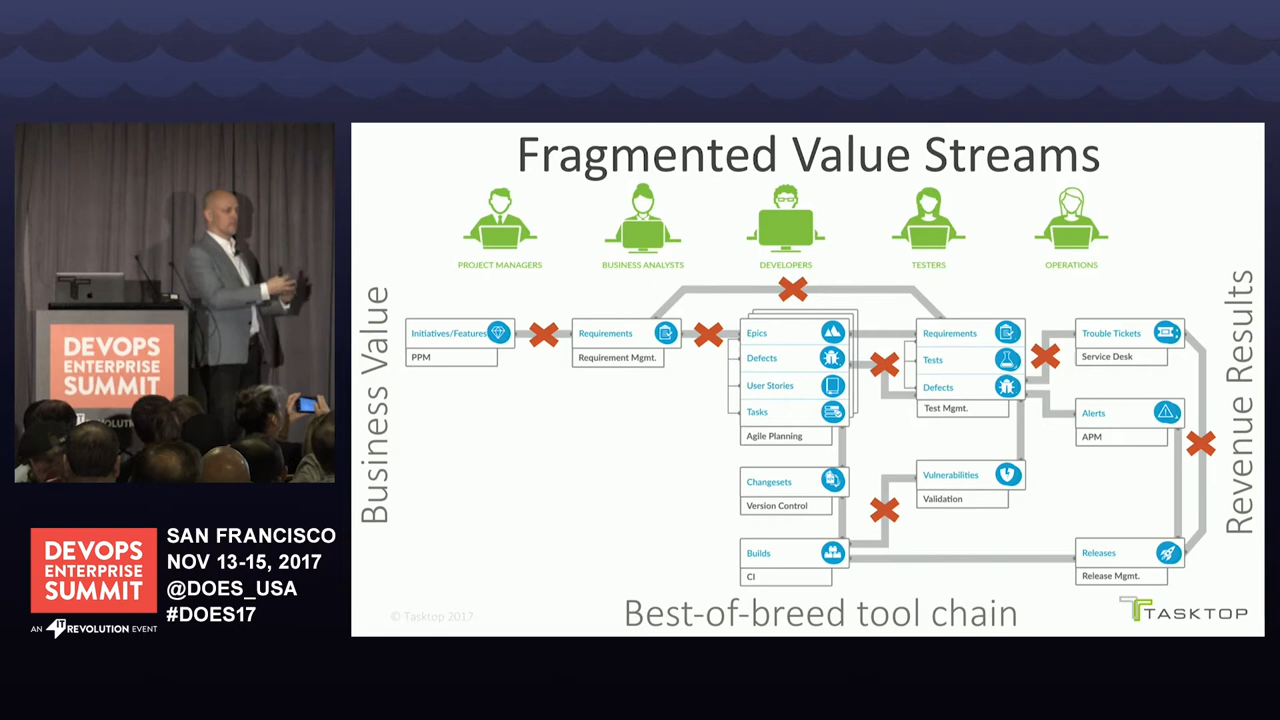 Fragmented Value Streams
PROJECT MANAGERS
BUSINESS ANALYSTS
DEVELOPERS
TESTERS
OPERATIONS
Business Value
Revenue Results
Initiatives/Features
PPM
Requirements
Requirement Mgmt.
Epics
Defects
User Stories
Tasks
Agile Planning
Changesets
Version Control
Builds
CI
Requirements
Tests
Defects
Test Mgmt.
Vulnerabilities
Validation
Trouble Tickets
Service Desk
Alerts
APM
Releases
Release Mgmt.
Best-of-breed tool chain
© Tasktop 2017
TASKTOP
DEVOPS
ENTERPRISE
SUMMIT
DEVOPS
ENTERPRISE
SUMMIT
AN IT REVOLUTION EVENT
SAN FRANCISCO
NOV 13-15, 2017
@DOES_USA
#DOES17